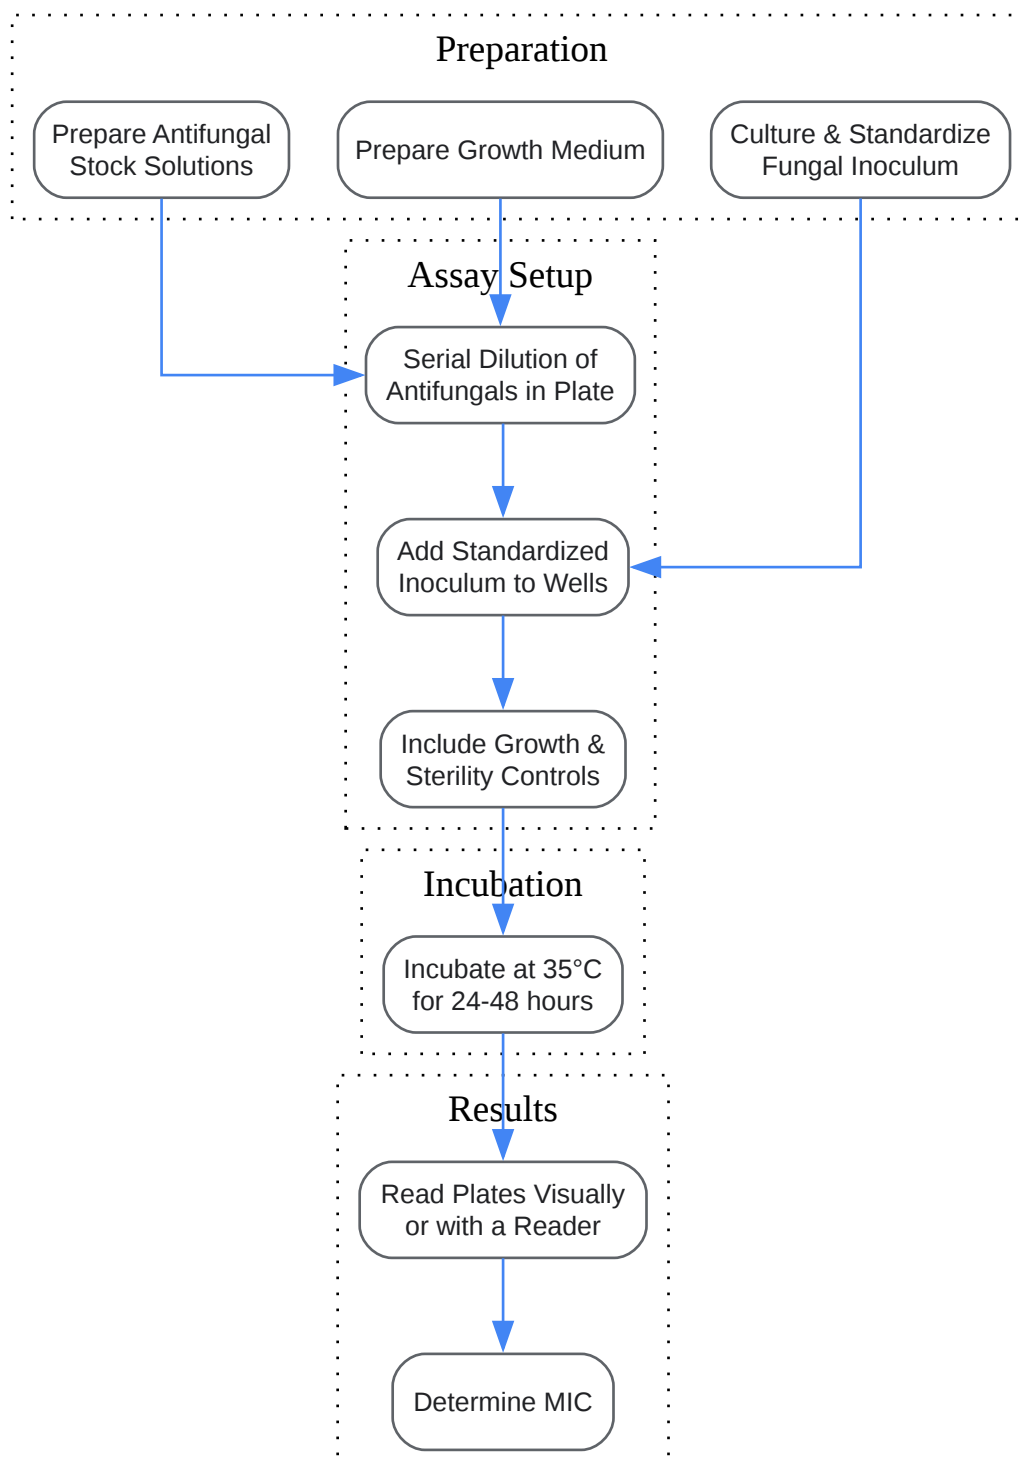 Preparation
Prepare Antifungal
Stock Solutions
Prepare Growth Medium
Culture & Standardize
Fungal Inoculum
Assay Setup
Serial Dilution of
Antifungals in Plate
Add Standardized
Inoculum to Wells
Include Growth &
Sterility Controls
Incubation
Incubate at 35°C
for 24-48 hours
Results
Read Plates Visually
or with a Reader
Determine MIC